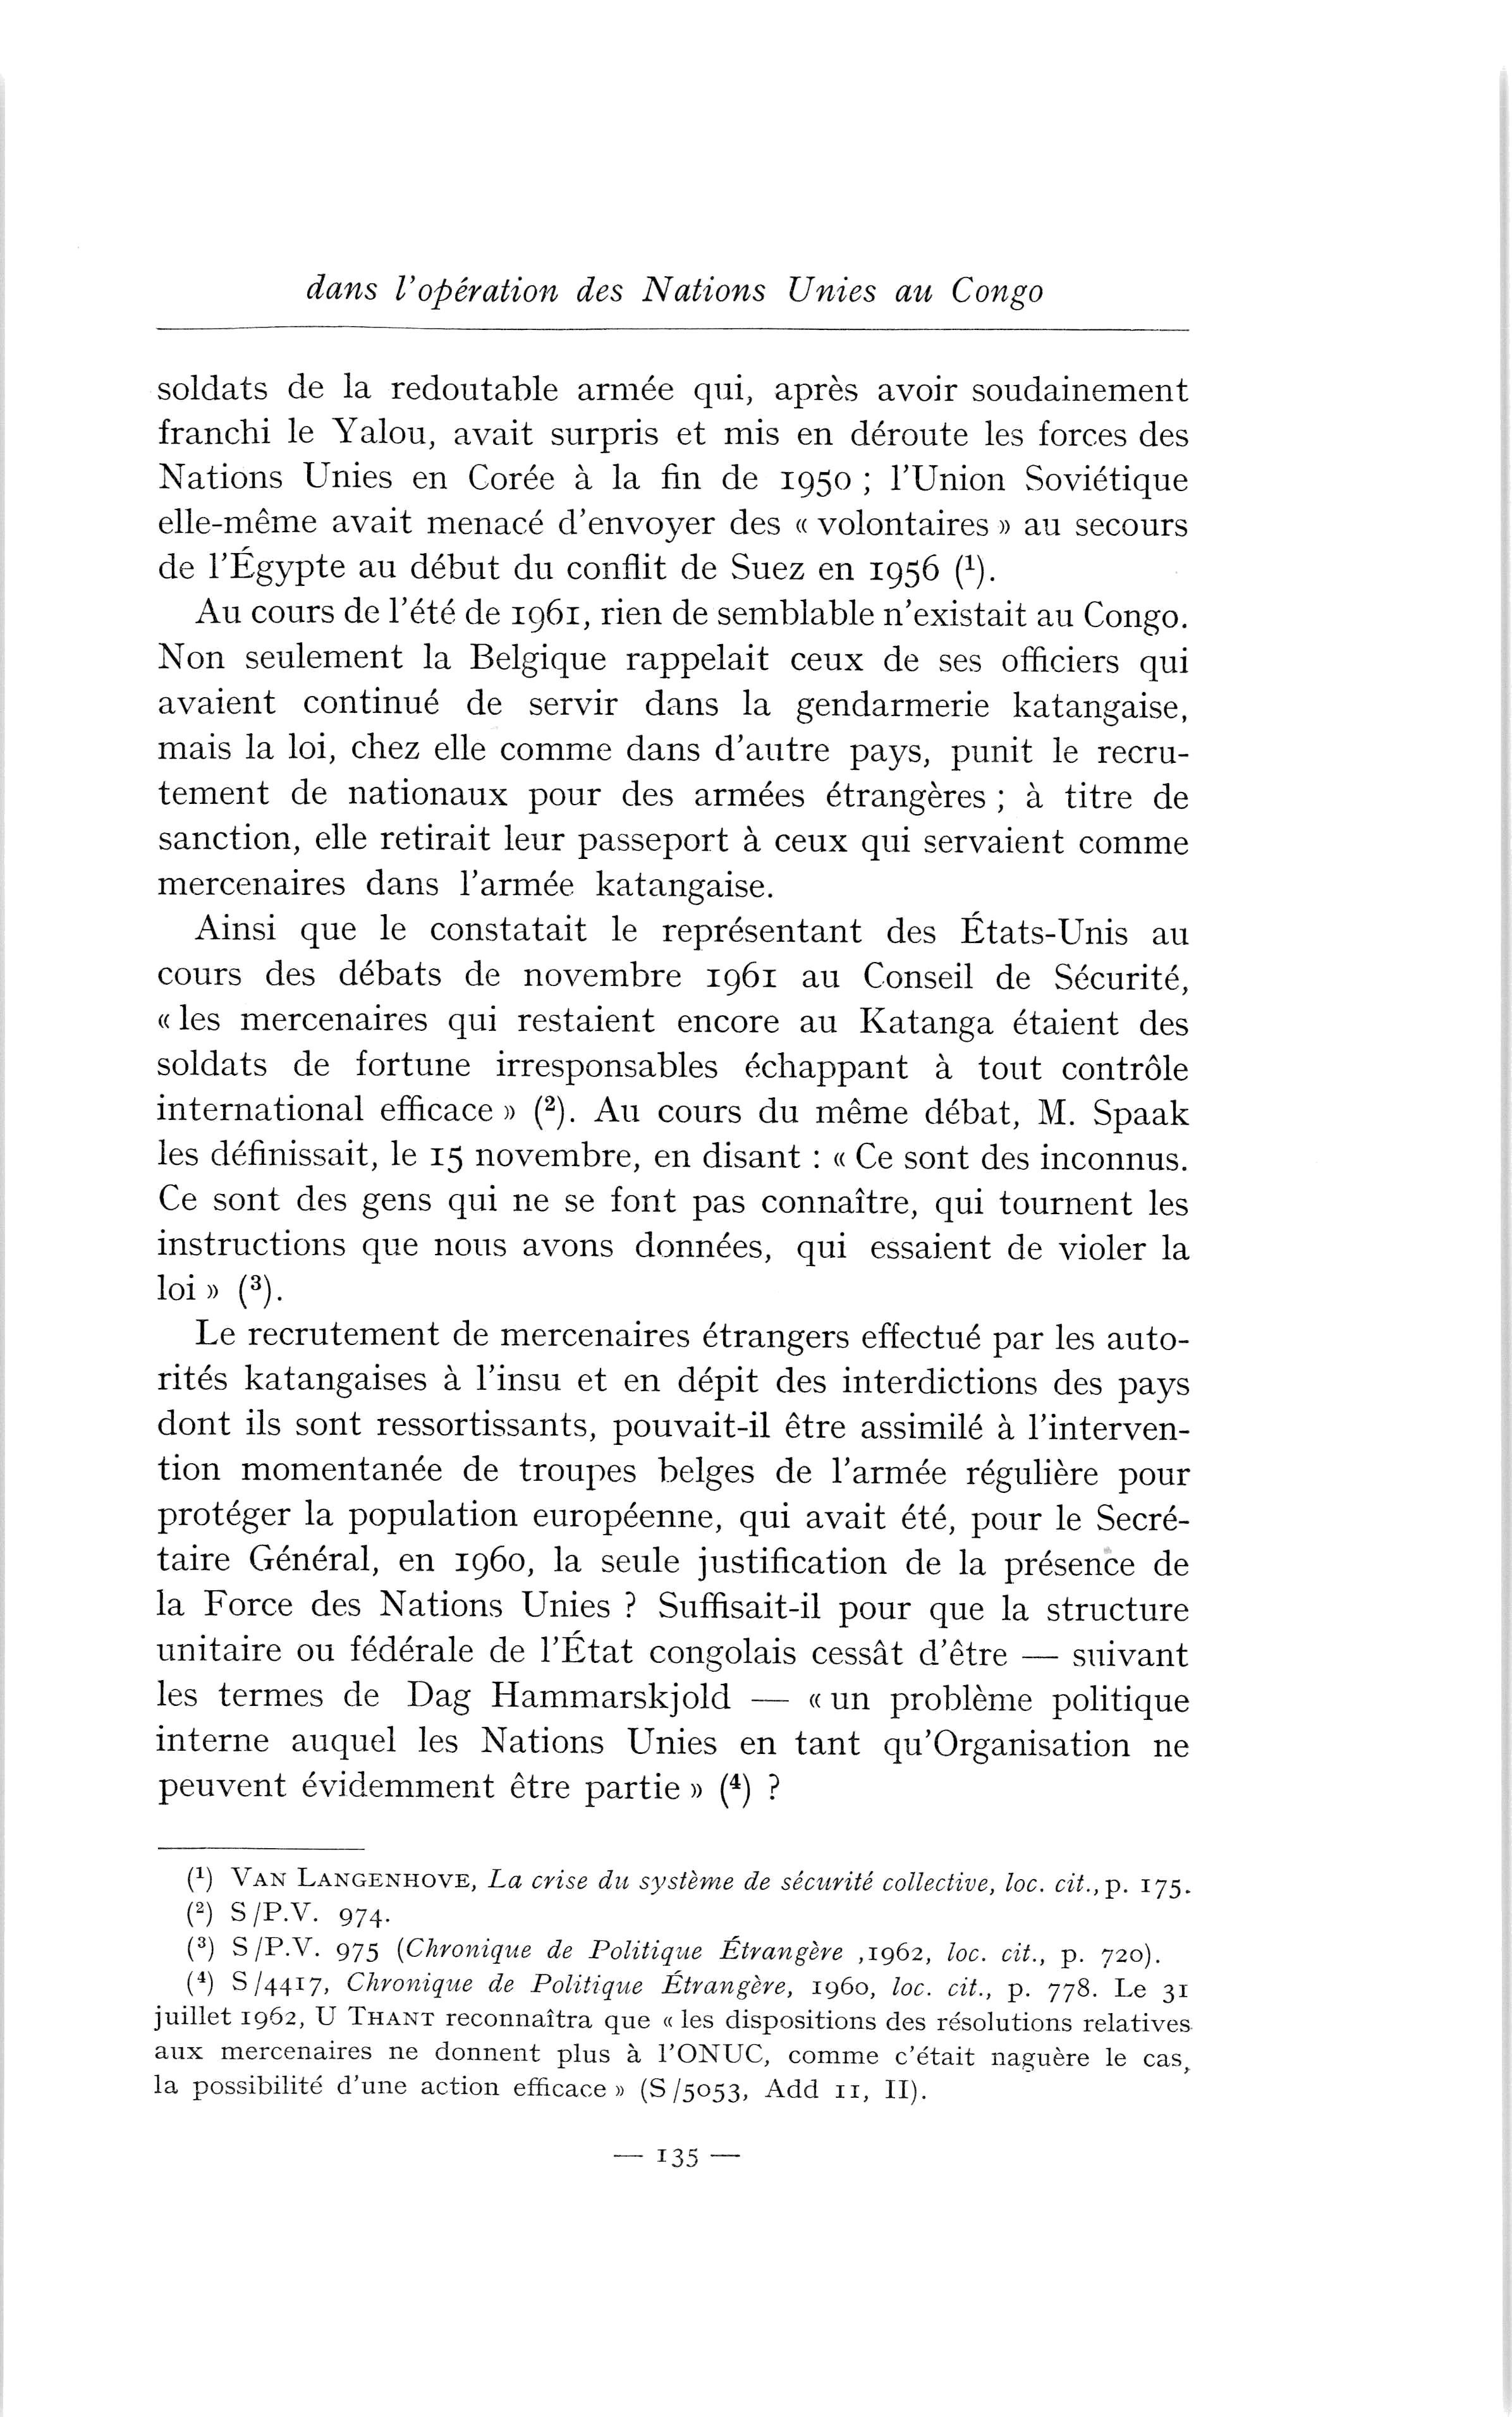 dans l'opération des Nations Unies au Congo
soldats de la redoutable armée qui, après avoir soudainement
franchi le Yalou, avait surpris et mis en déroute les forces des
Nations Unies en Corée à la fin de 1950 ; l'Union Soviétique
elle-même avait menacé d'envoyer des « volontaires » au secours
de l'Égypte au début du conflit de Suez en 1956 (¹).
Au cours de l'été de 1961, rien de semblable n'existait au Congo.
Non seulement la Belgique rappelait ceux de ses officiers qui
avaient continué de servir dans la gendarmerie katangaise,
mais la loi, chez elle comme dans d'autre pays, punit le recru-
tement de nationaux pour des armées étrangères ; à titre de
sanction, elle retirait leur passeport à ceux qui servaient comme
mercenaires dans l'armée katangaise.
Ainsi que le constatait le représentant des États-Unis au
cours des débats de novembre 1961 au Conseil de Sécurité,
« les mercenaires qui restaient encore au Katanga étaient des
soldats de fortune irresponsables échappant à tout contrôle
international efficace » (²). Au cours du même débat, M. Spaak
les définissait, le 15 novembre, en disant : « Ce sont des inconnus.
Ce sont des gens qui ne se font pas connaître, qui tournent les
instructions que nous avons données, qui essaient de violer la
loi » (³).
Le recrutement de mercenaires étrangers effectué par les auto-
rités katangaises à l'insu et en dépit des interdictions des pays
dont ils sont ressortissants, pouvait-il être assimilé à l'interven-
tion momentanée de troupes belges de l'armée régulière pour
protéger la population européenne, qui avait été, pour le Secré-
taire Général, en 1960, la seule justification de la présence de
la Force des Nations Unies ? Suffisait-il pour que la structure
unitaire ou fédérale de l'État congolais cessât d'être — suivant
les termes de Dag Hammarskjold — « un problème politique
interne auquel les Nations Unies en tant qu'Organisation ne
peuvent évidemment être partie » (⁴) ?
(¹) VAN LANGENHOVE, La crise du système de sécurité collective, loc. cit., p. 175.
(²) S/P.V. 974.
(³) S/P.V. 975 (Chronique de Politique Étrangère ,1962, loc. cit., p. 720).
(⁴) S/4417, Chronique de Politique Étrangère, 1960, loc. cit., p. 778. Le 31
juillet 1962, U THANT reconnaîtra que « les dispositions des résolutions relatives
aux mercenaires ne donnent plus à l'ONUC, comme c'était naguère le cas,
la possibilité d'une action efficace » (S/5053, Add 11, II).
— 135 —